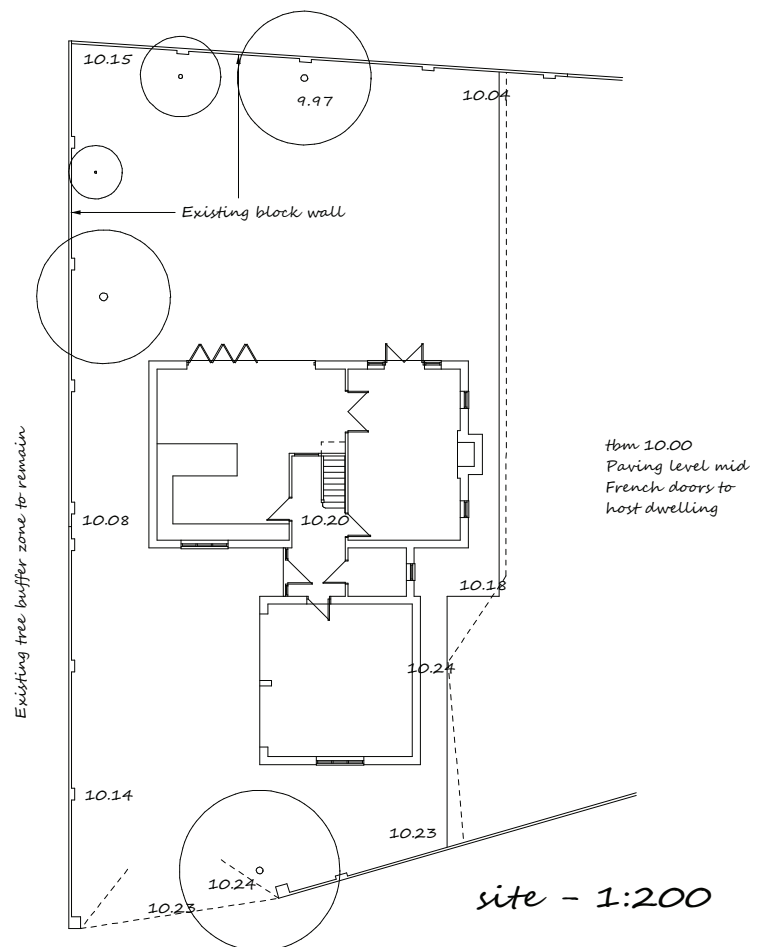 10.15
9.97
10.04
Existing block wall
Existing tree buffer zone to remain
tbm 10.00
Paving level mid
French doors to
host dwelling
10.08
10.20
10.18
10.24
10.14
10.23
10.24
10.23
site - 1:200